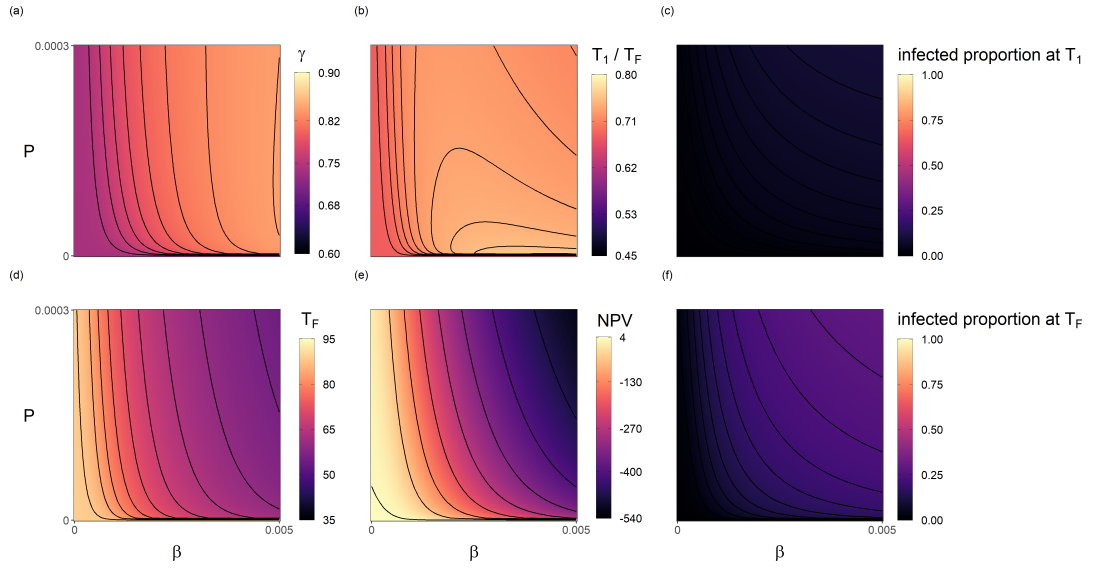 (a)
(b)
(c)
γ
T1 / TF
infected proportion at T1
0.0003
P
0
0.90
0.82
0.75
0.68
0.60
0.80
0.71
0.62
0.53
0.45
1.00
0.75
0.50
0.25
0.00
(d)
(e)
(f)
TF
NPV
infected proportion at TF
0.0003
P
0
95
80
65
50
35
4
-130
-270
-400
-540
1.00
0.75
0.50
0.25
0.00
0 0.005
0 0.005
0 0.005
β
β
β